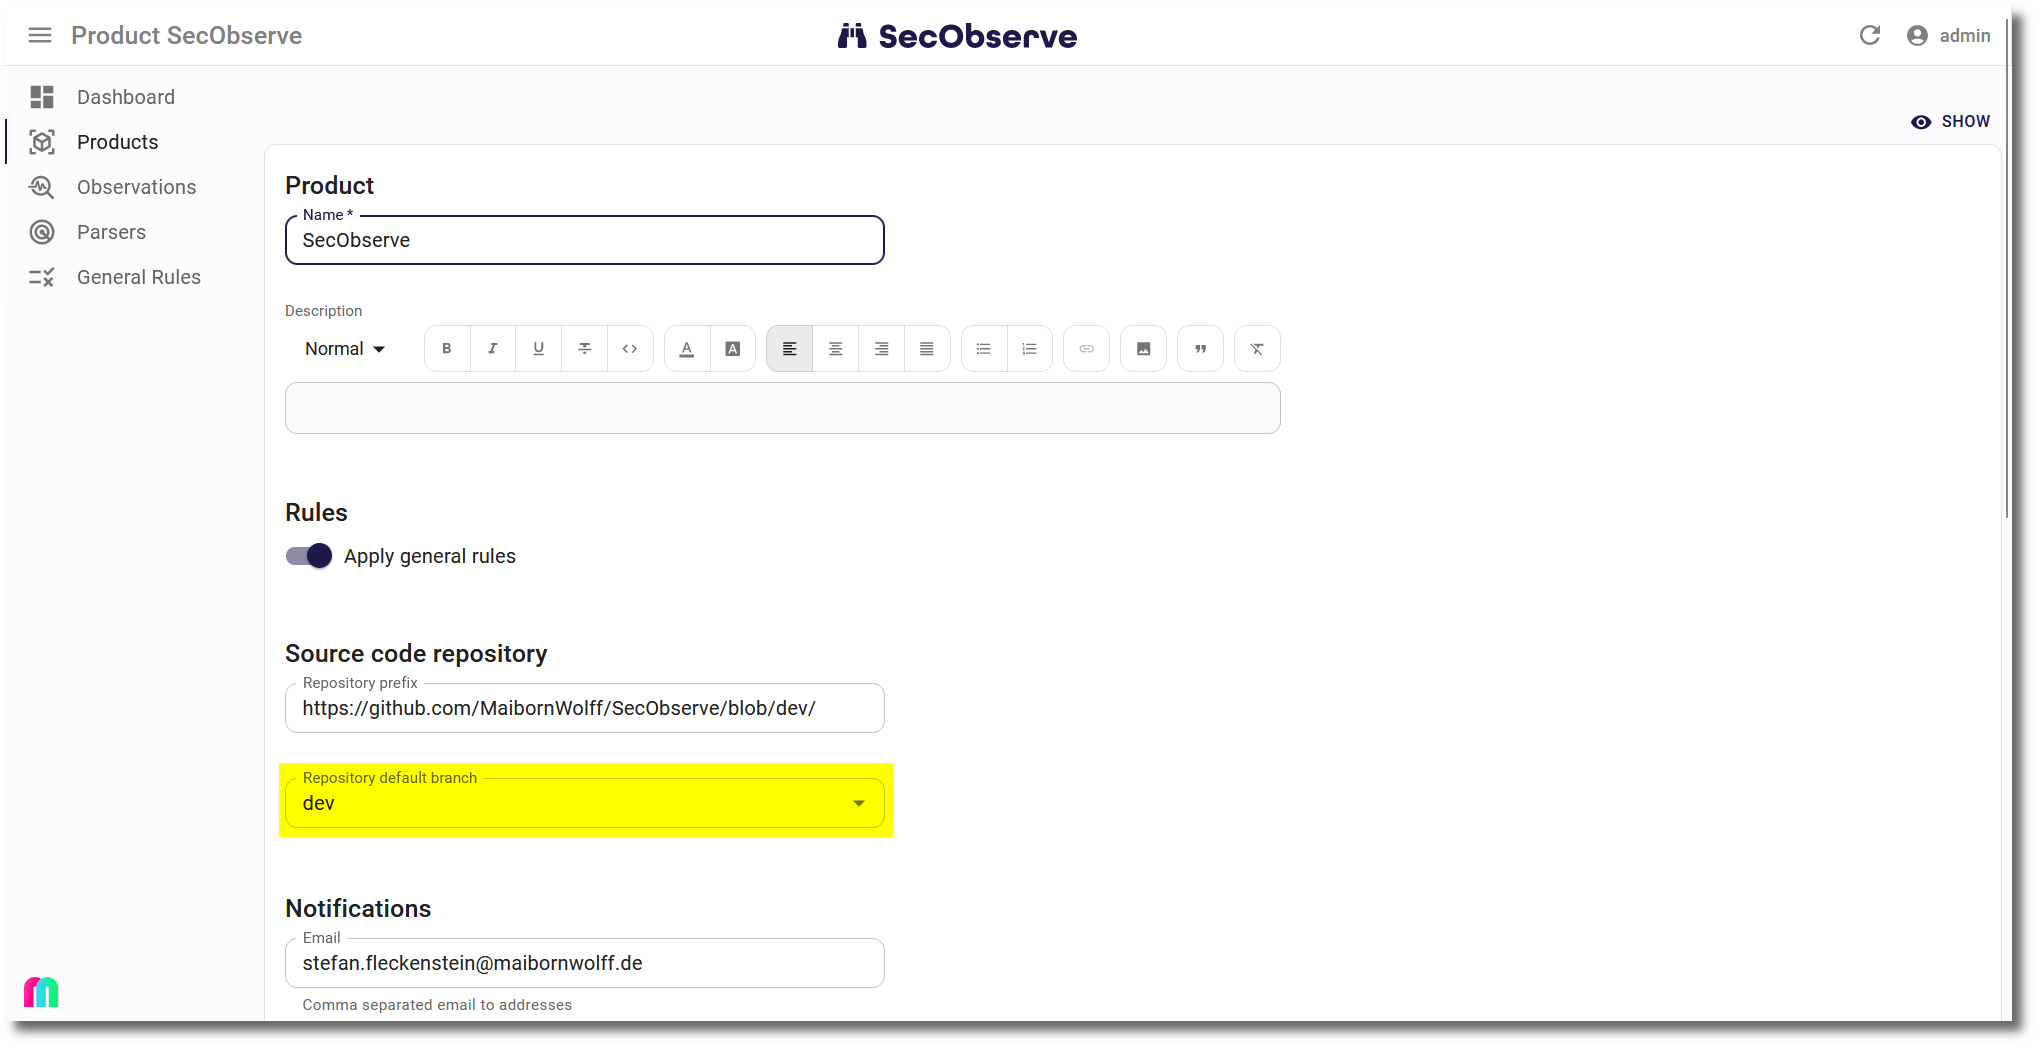 Product SecObserve
SecObserve
admin
Dashboard
Products
Observations
Parsers
General Rules
SHOW
Product
Name *
SecObserve
Description
Normal
Rules
Apply general rules
Source code repository
Repository prefix
https://github.com/MaibornWolff/SecObserve/blob/dev/
Repository default branch
dev
Notifications
Email
stefan.fleckenstein@maibornwolff.de
Comma separated email to addresses